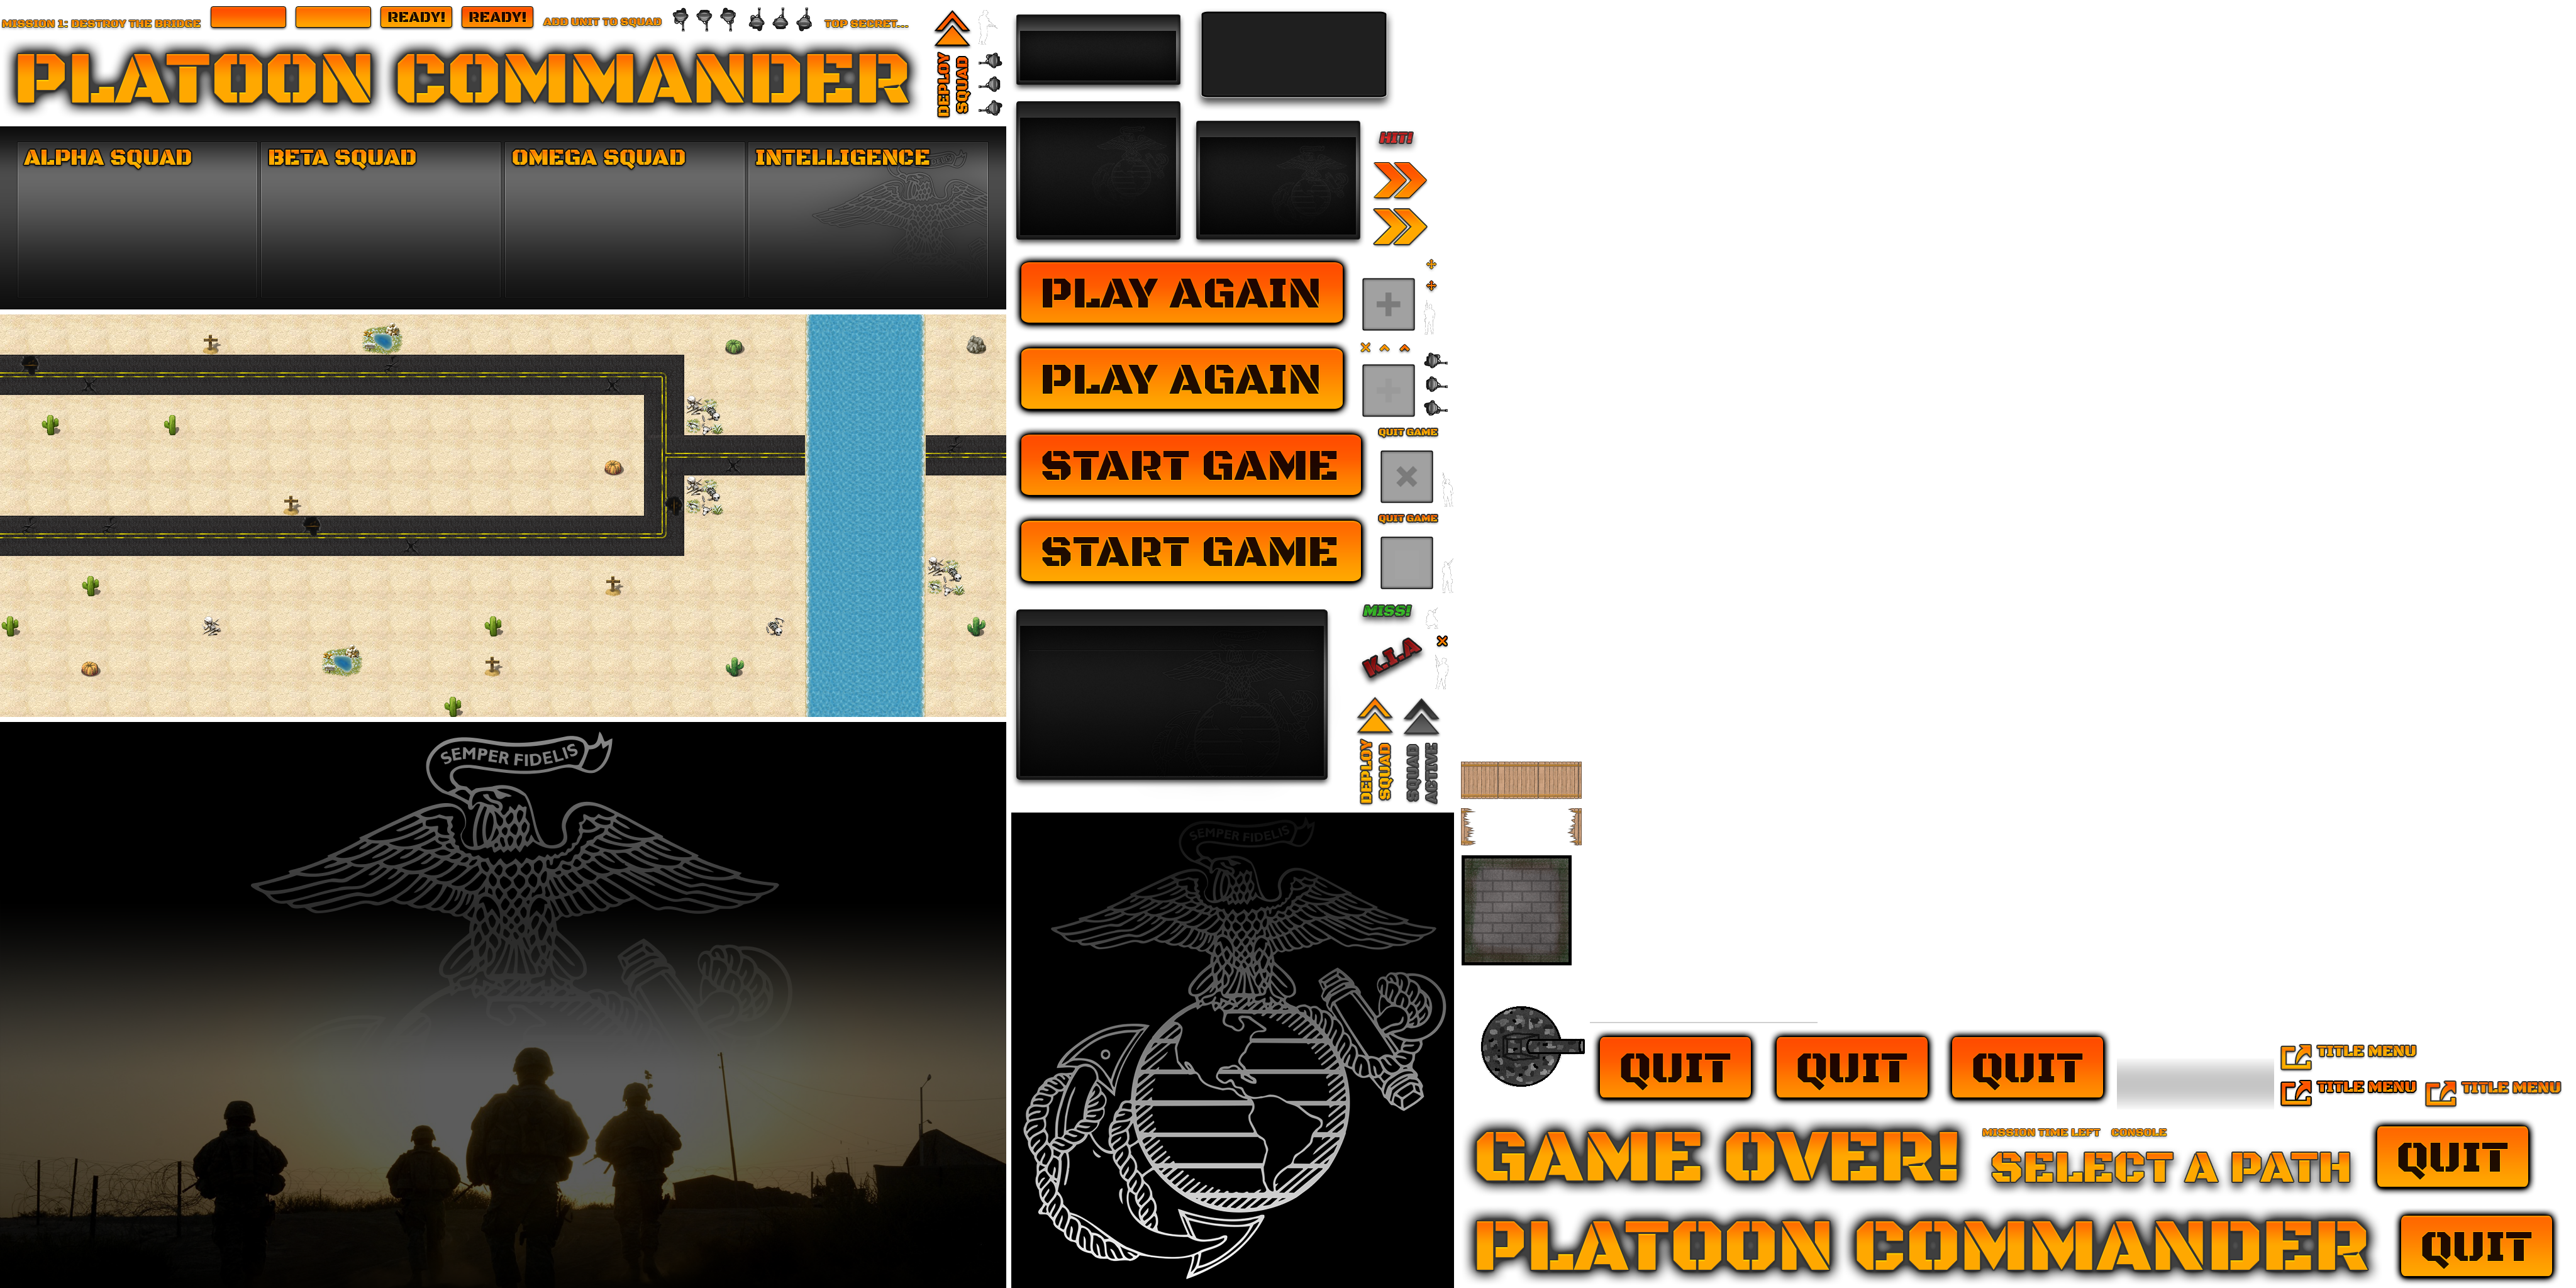 MISSION 1: DESTROY THE BRIDGE
READY!
READY!
ADD UNIT TO SQUAD
TOP SECRET...
PLATOON COMMANDER
DEPLOY
SQUAD
ALPHA SQUAD
BETA SQUAD
OMEGA SQUAD
INTELLIGENCE
HIT!
PLAY AGAIN
PLAY AGAIN
START GAME
START GAME
QUIT GAME
QUIT GAME
MISS!
K.I.A
DEPLOY
SQUAD
SQUAD
ACTIVE
SEMPER FIDELIS
SEMPER FIDELIS
QUIT
QUIT
QUIT
TITLE MENU
TITLE MENU
TITLE MENU
GAME OVER!
MISSION TIME LEFT
CONSOLE
SELECT A PATH
QUIT
PLATOON COMMANDER
QUIT